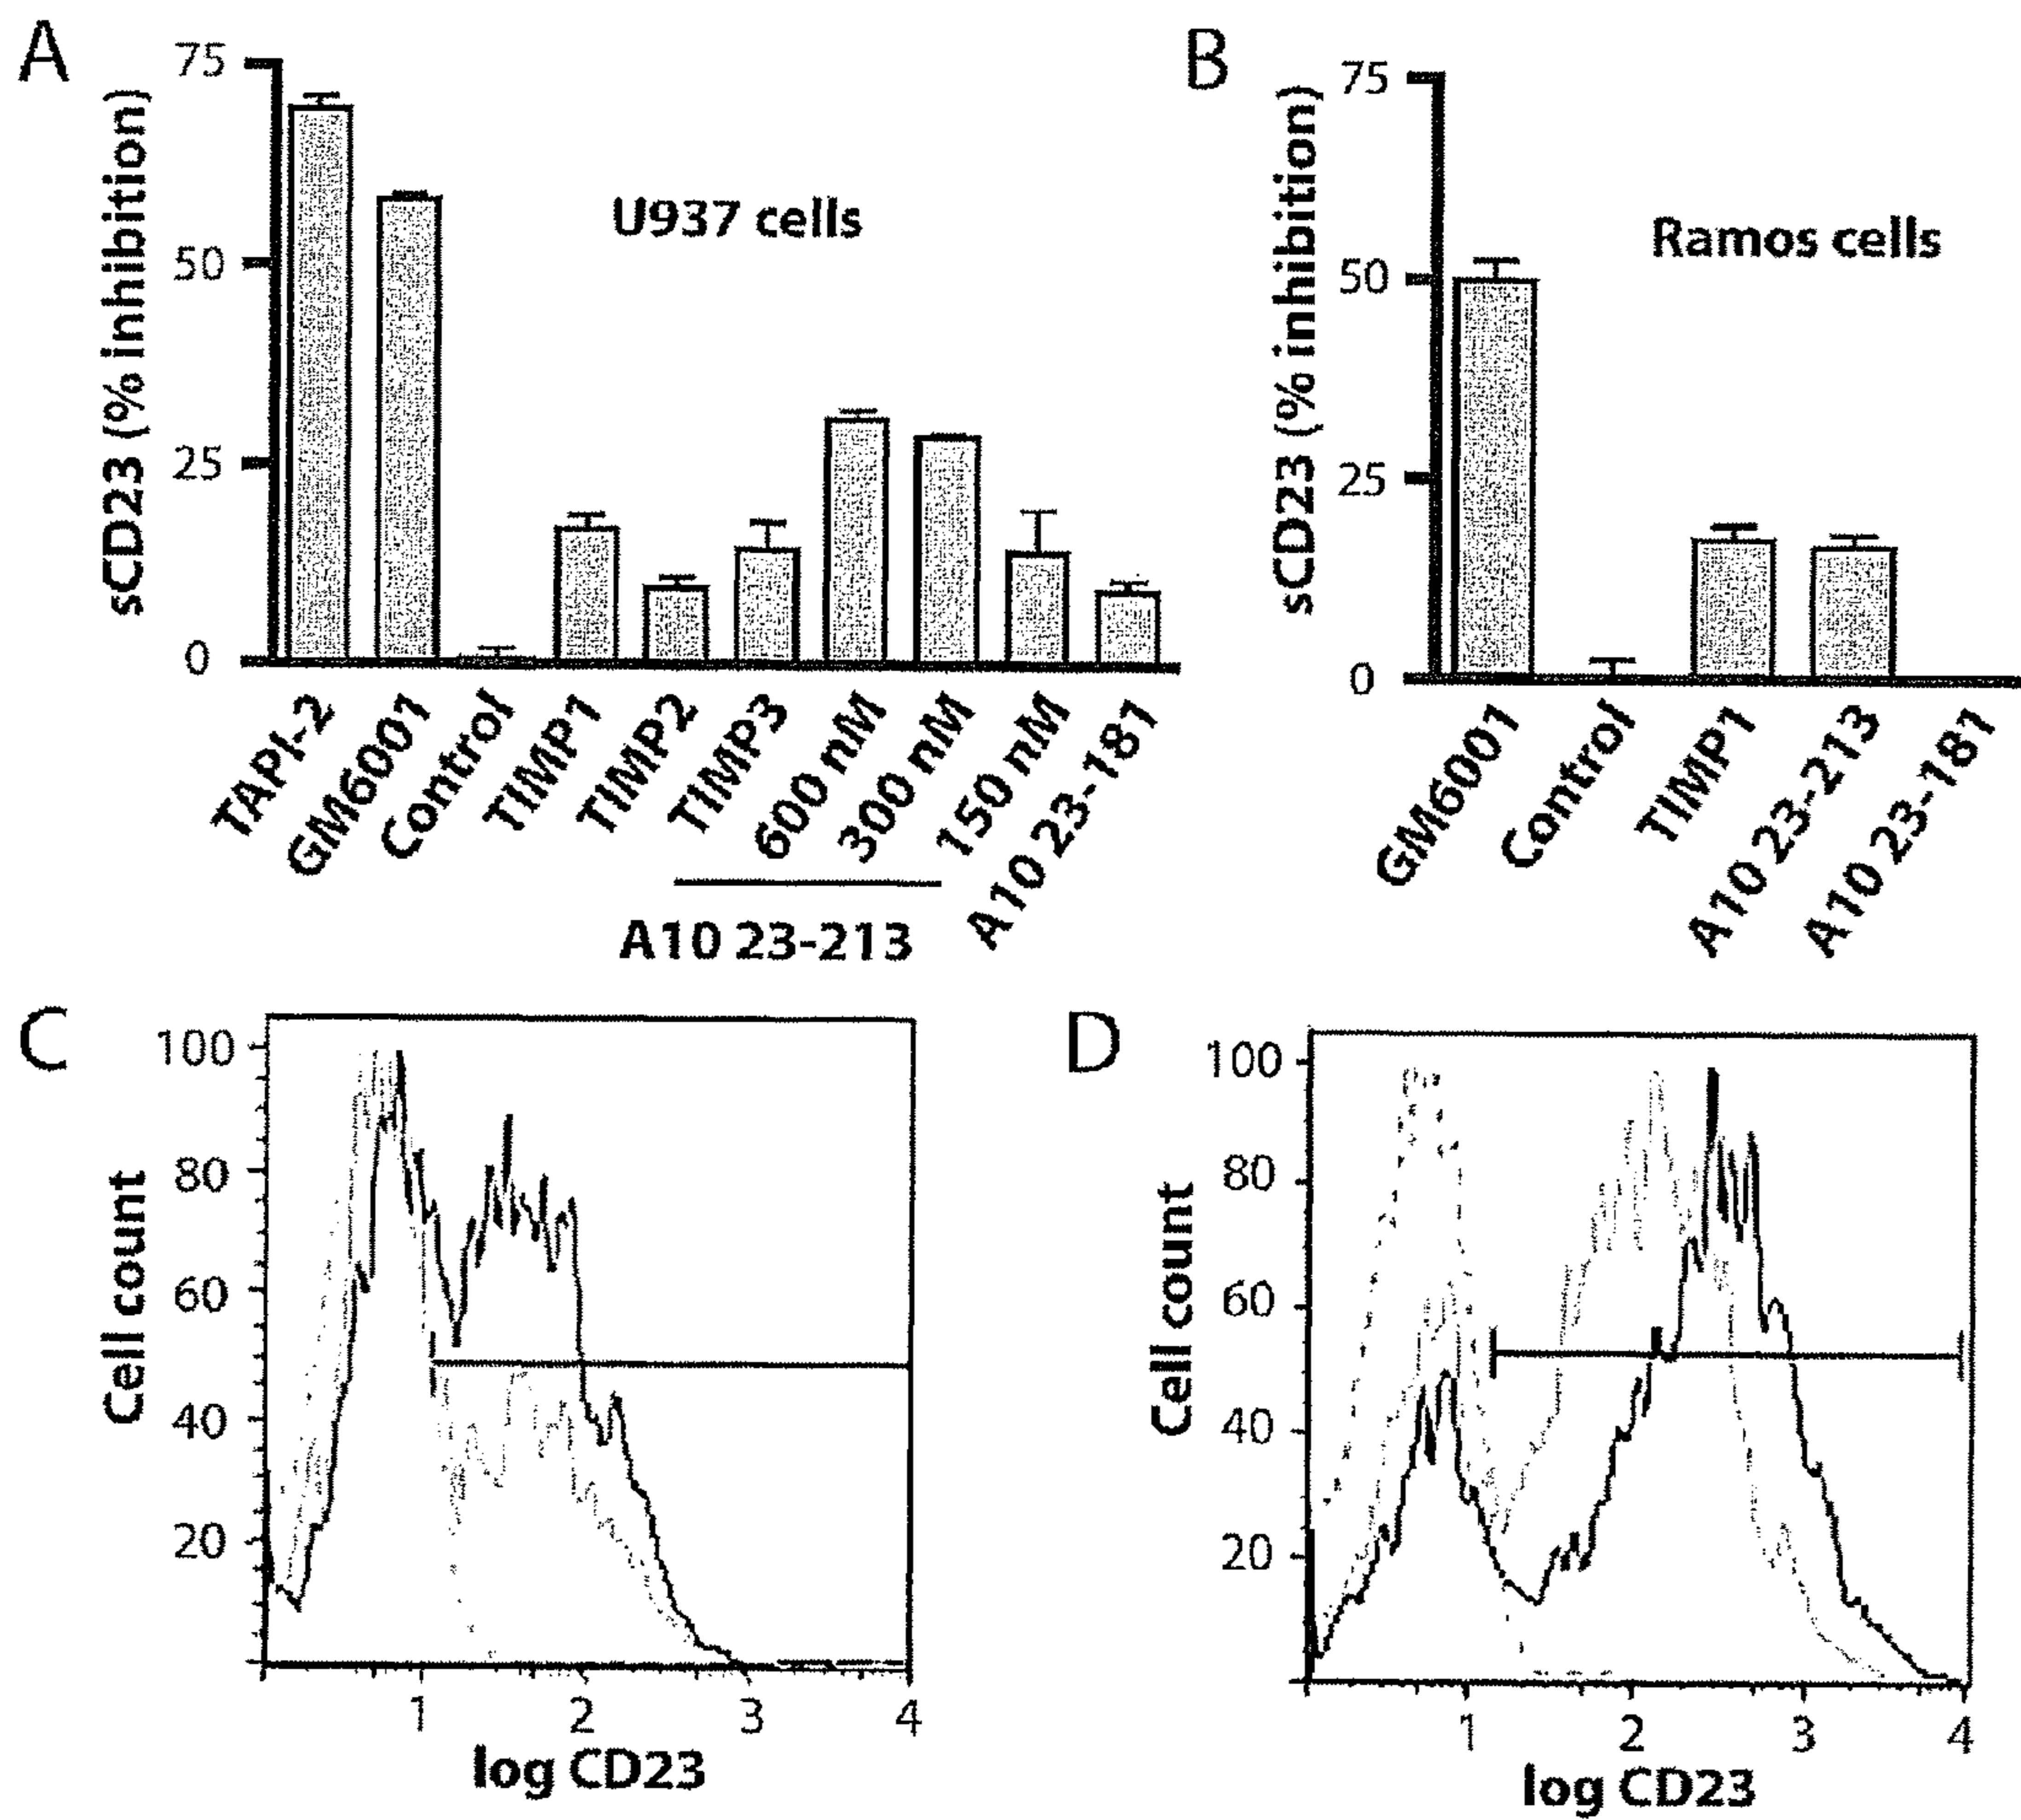 A
75
50
25
0
sCD23 (% inhibition)
U937 cells
TAPI-2
GM6001
Control
TIMP1
TIMP2
TIMP3
600 nM
300 nM
150 nM
A10 23-181
A10 23-213
B
75
50
25
0
sCD23 (% inhibition)
Ramos cells
GM6001
Control
TIMP1
A10 23-213
A10 23-181
C
100
80
60
40
20
Cell count
1 2 3 4
log CD23
D
100
80
60
40
20
Cell count
1 2 3 4
log CD23